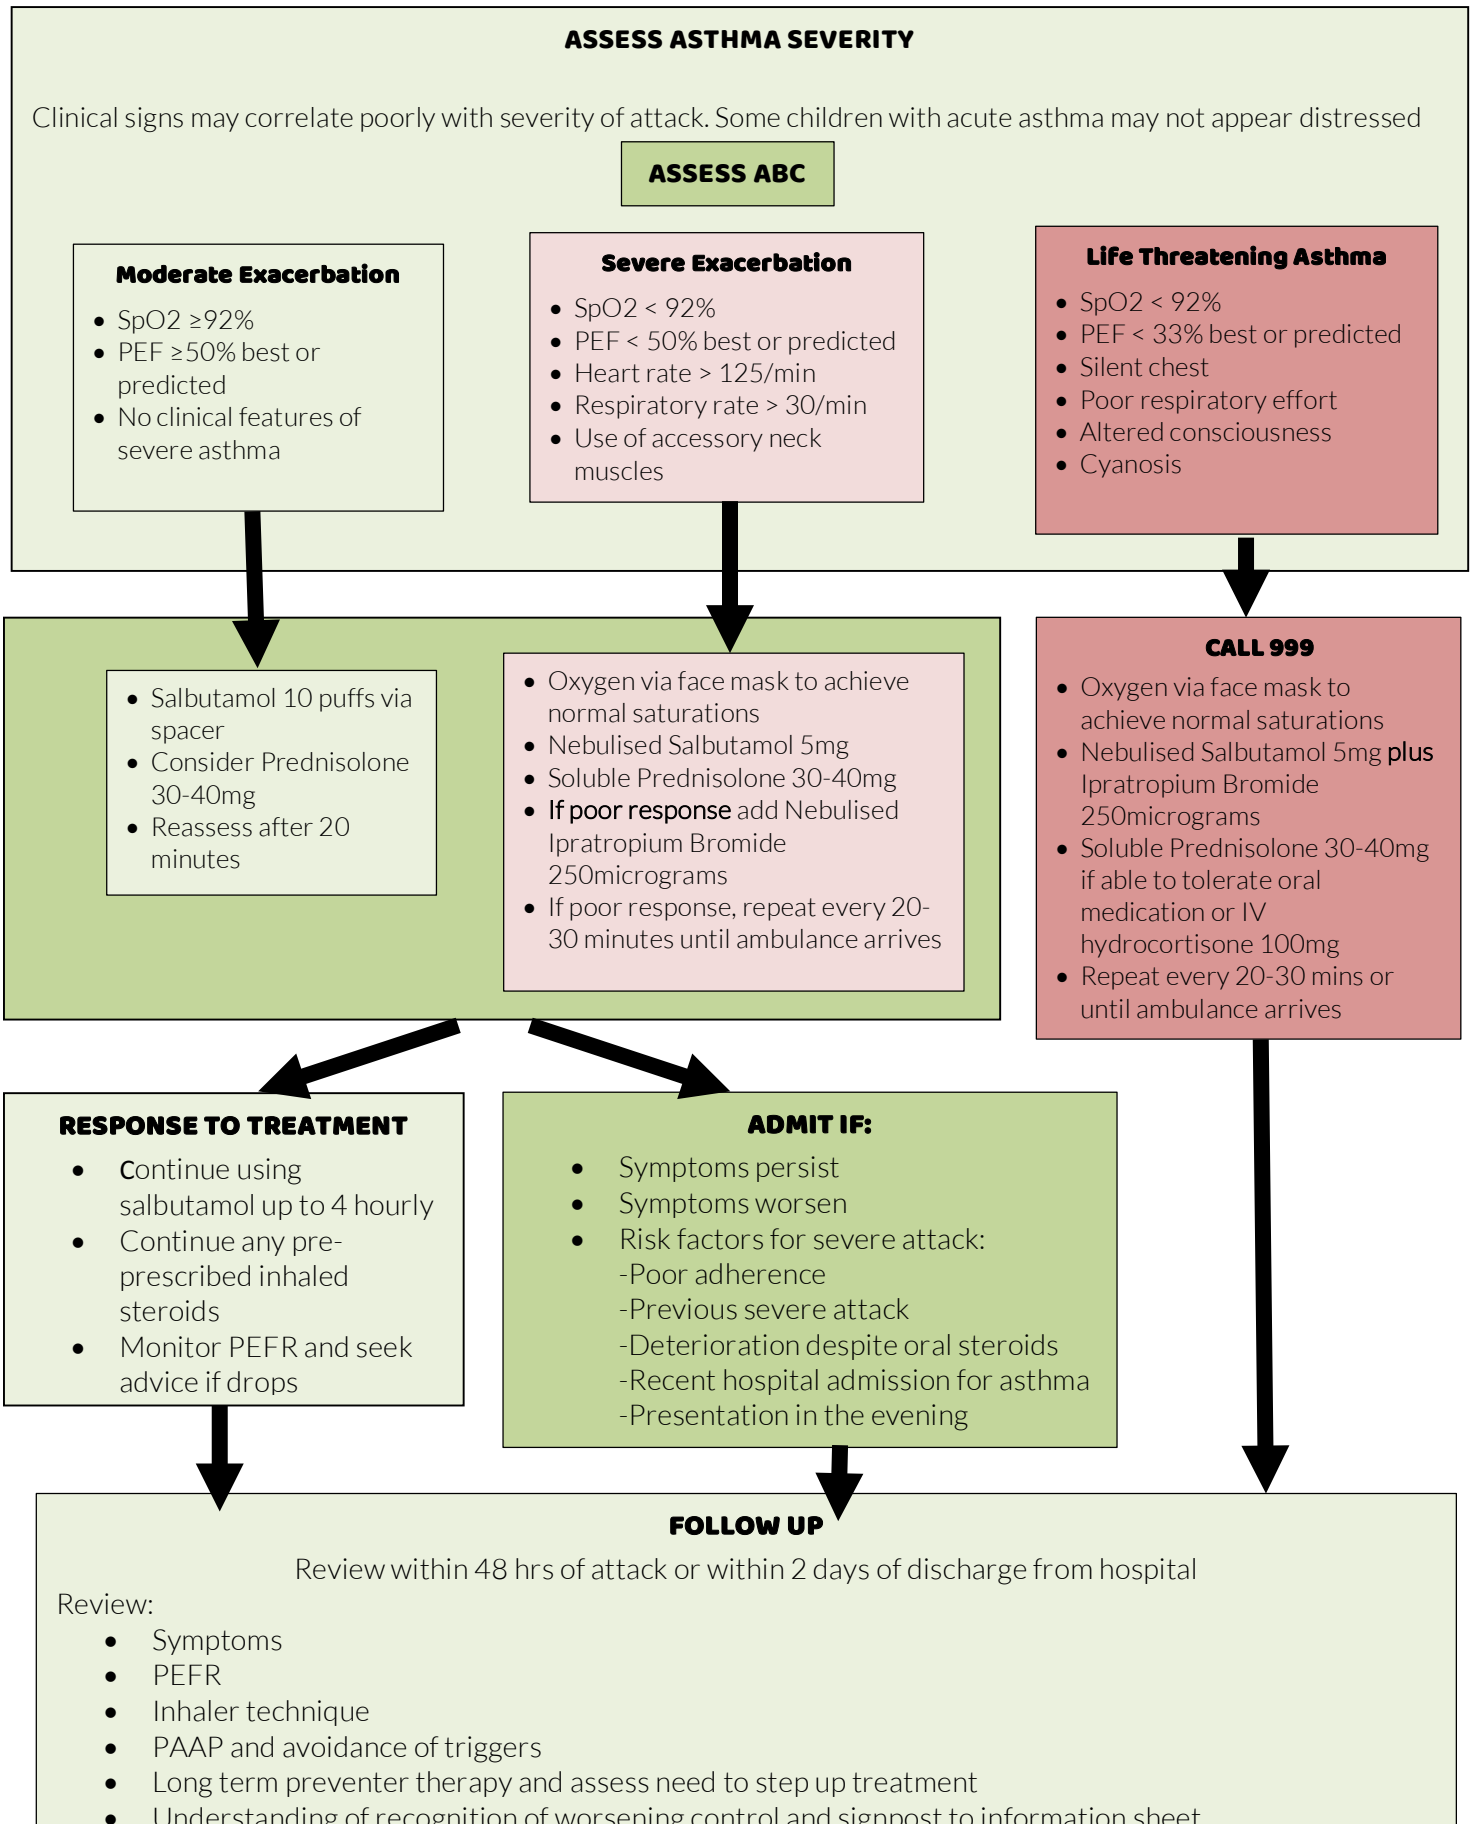 ASSESS ASTHMA SEVERITY
Clinical signs may correlate poorly with severity of attack. Some children with acute asthma may not appear distressed
ASSESS ABC
Moderate Exacerbation
• SpO2 ≥92%
• PEF ≥50% best or
predicted
• No clinical features of
severe asthma
Severe Exacerbation
• SpO2 < 92%
• PEF < 50% best or predicted
• Heart rate > 125/min
• Respiratory rate > 30/min
• Use of accessory neck
muscles
Life Threatening Asthma
• SpO2 < 92%
• PEF < 33% best or predicted
• Silent chest
• Poor respiratory effort
• Altered consciousness
• Cyanosis
• Salbutamol 10 puffs via
spacer
• Consider Prednisolone
30-40mg
• Reassess after 20
minutes
• Oxygen via face mask to achieve
normal saturations
• Nebulised Salbutamol 5mg
• Soluble Prednisolone 30-40mg
• If poor response add Nebulised
Ipratropium Bromide
250micrograms
• If poor response, repeat every 20-
30 minutes until ambulance arrives
CALL 999
• Oxygen via face mask to
achieve normal saturations
• Nebulised Salbutamol 5mg plus
Ipratropium Bromide
250micrograms
• Soluble Prednisolone 30-40mg
if able to tolerate oral
medication or IV
hydrocortisone 100mg
• Repeat every 20-30 mins or
until ambulance arrives
RESPONSE TO TREATMENT
• Continue using
salbutamol up to 4 hourly
• Continue any pre-
prescribed inhaled
steroids
• Monitor PEFR and seek
advice if drops
ADMIT IF:
• Symptoms persist
• Symptoms worsen
• Risk factors for severe attack:
-Poor adherence
-Previous severe attack
-Deterioration despite oral steroids
-Recent hospital admission for asthma
-Presentation in the evening
FOLLOW UP
Review within 48 hrs of attack or within 2 days of discharge from hospital
Review:
• Symptoms
• PEFR
• Inhaler technique
• PAAP and avoidance of triggers
• Long term preventer therapy and assess need to step up treatment
• Understanding of recognition of worsening control and signpost to information sheet